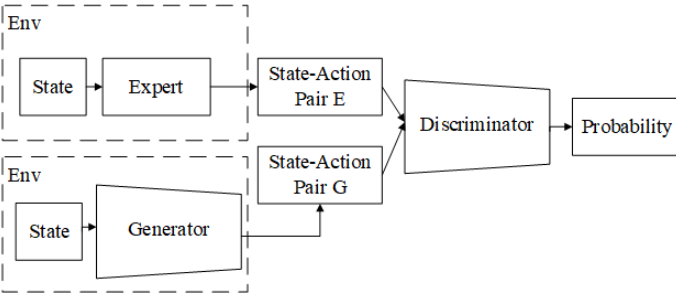 Env
State
Expert
State-Action
Pair E
Discriminator
Probability
Env
State
Generator
State-Action
Pair G